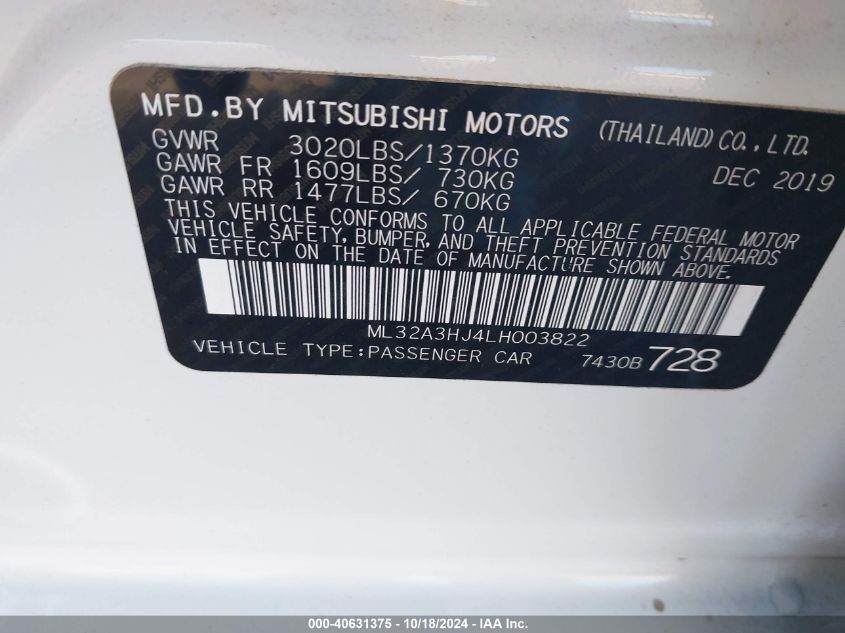 MFD.BY MITSUBISHI MOTORS (THAILAND) CO., LTD.
GVWR 3020LBS/1370KG DEC 2019
GAWR FR 1609LBS/ 730KG
GAWR RR 1477LBS/ 670KG
THIS VEHICLE CONFORMS TO ALL APPLICABLE FEDERAL MOTOR
VEHICLE SAFETY, BUMPER, AND THEFT PREVENTION STANDARDS
IN EFFECT ON THE DATE OF MANUFACTURE SHOWN ABOVE.
ML32A3HJ4LH003822
VEHICLE TYPE:PASSENGER CAR 7430B 728
000-40631375 - 10/18/2024 - IAA Inc.